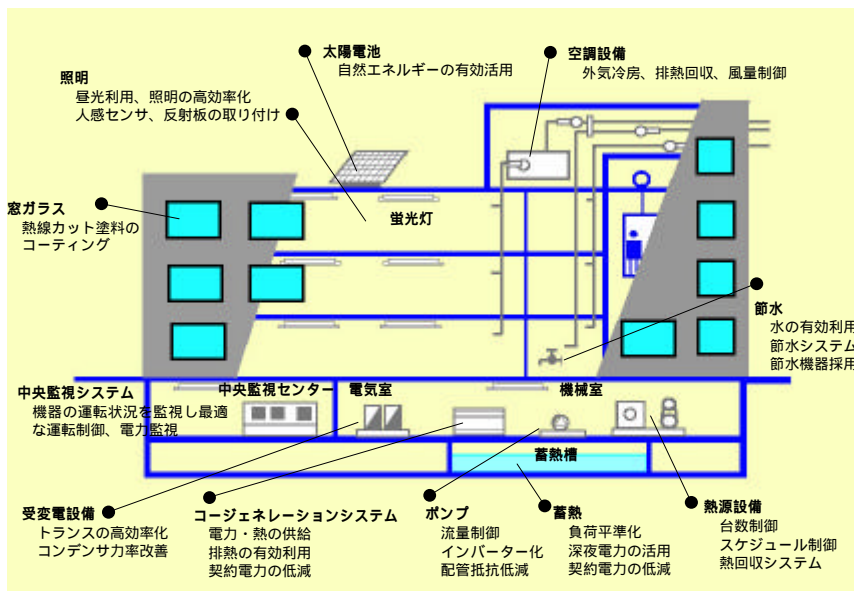 太陽電池
自然エネルギーの有効活用
空調設備
外気冷房、排熱回収、風量制御
照明
昼光利用、照明の高効率化
人感センサ、反射板の取り付け
窓ガラス
熱線カット塗料の
コーティング
蛍光灯
節水
水の有効利用
節水システム
節水機器採用
中央監視システム
機器の運転状況を監視し最適
な運転制御、電力監視
中央監視センター
電気室
機械室
蓄熱槽
受変電設備
トランスの高効率化
コンデンサ力率改善
コージェネレーションシステム
電力・熱の供給
排熱の有効利用
契約電力の低減
ポンプ
流量制御
インバーター化
配管抵抗低減
蓄熱
負荷平準化
深夜電力の活用
契約電力の低減
熱源設備
台数制御
スケジュール制御
熱回収システム